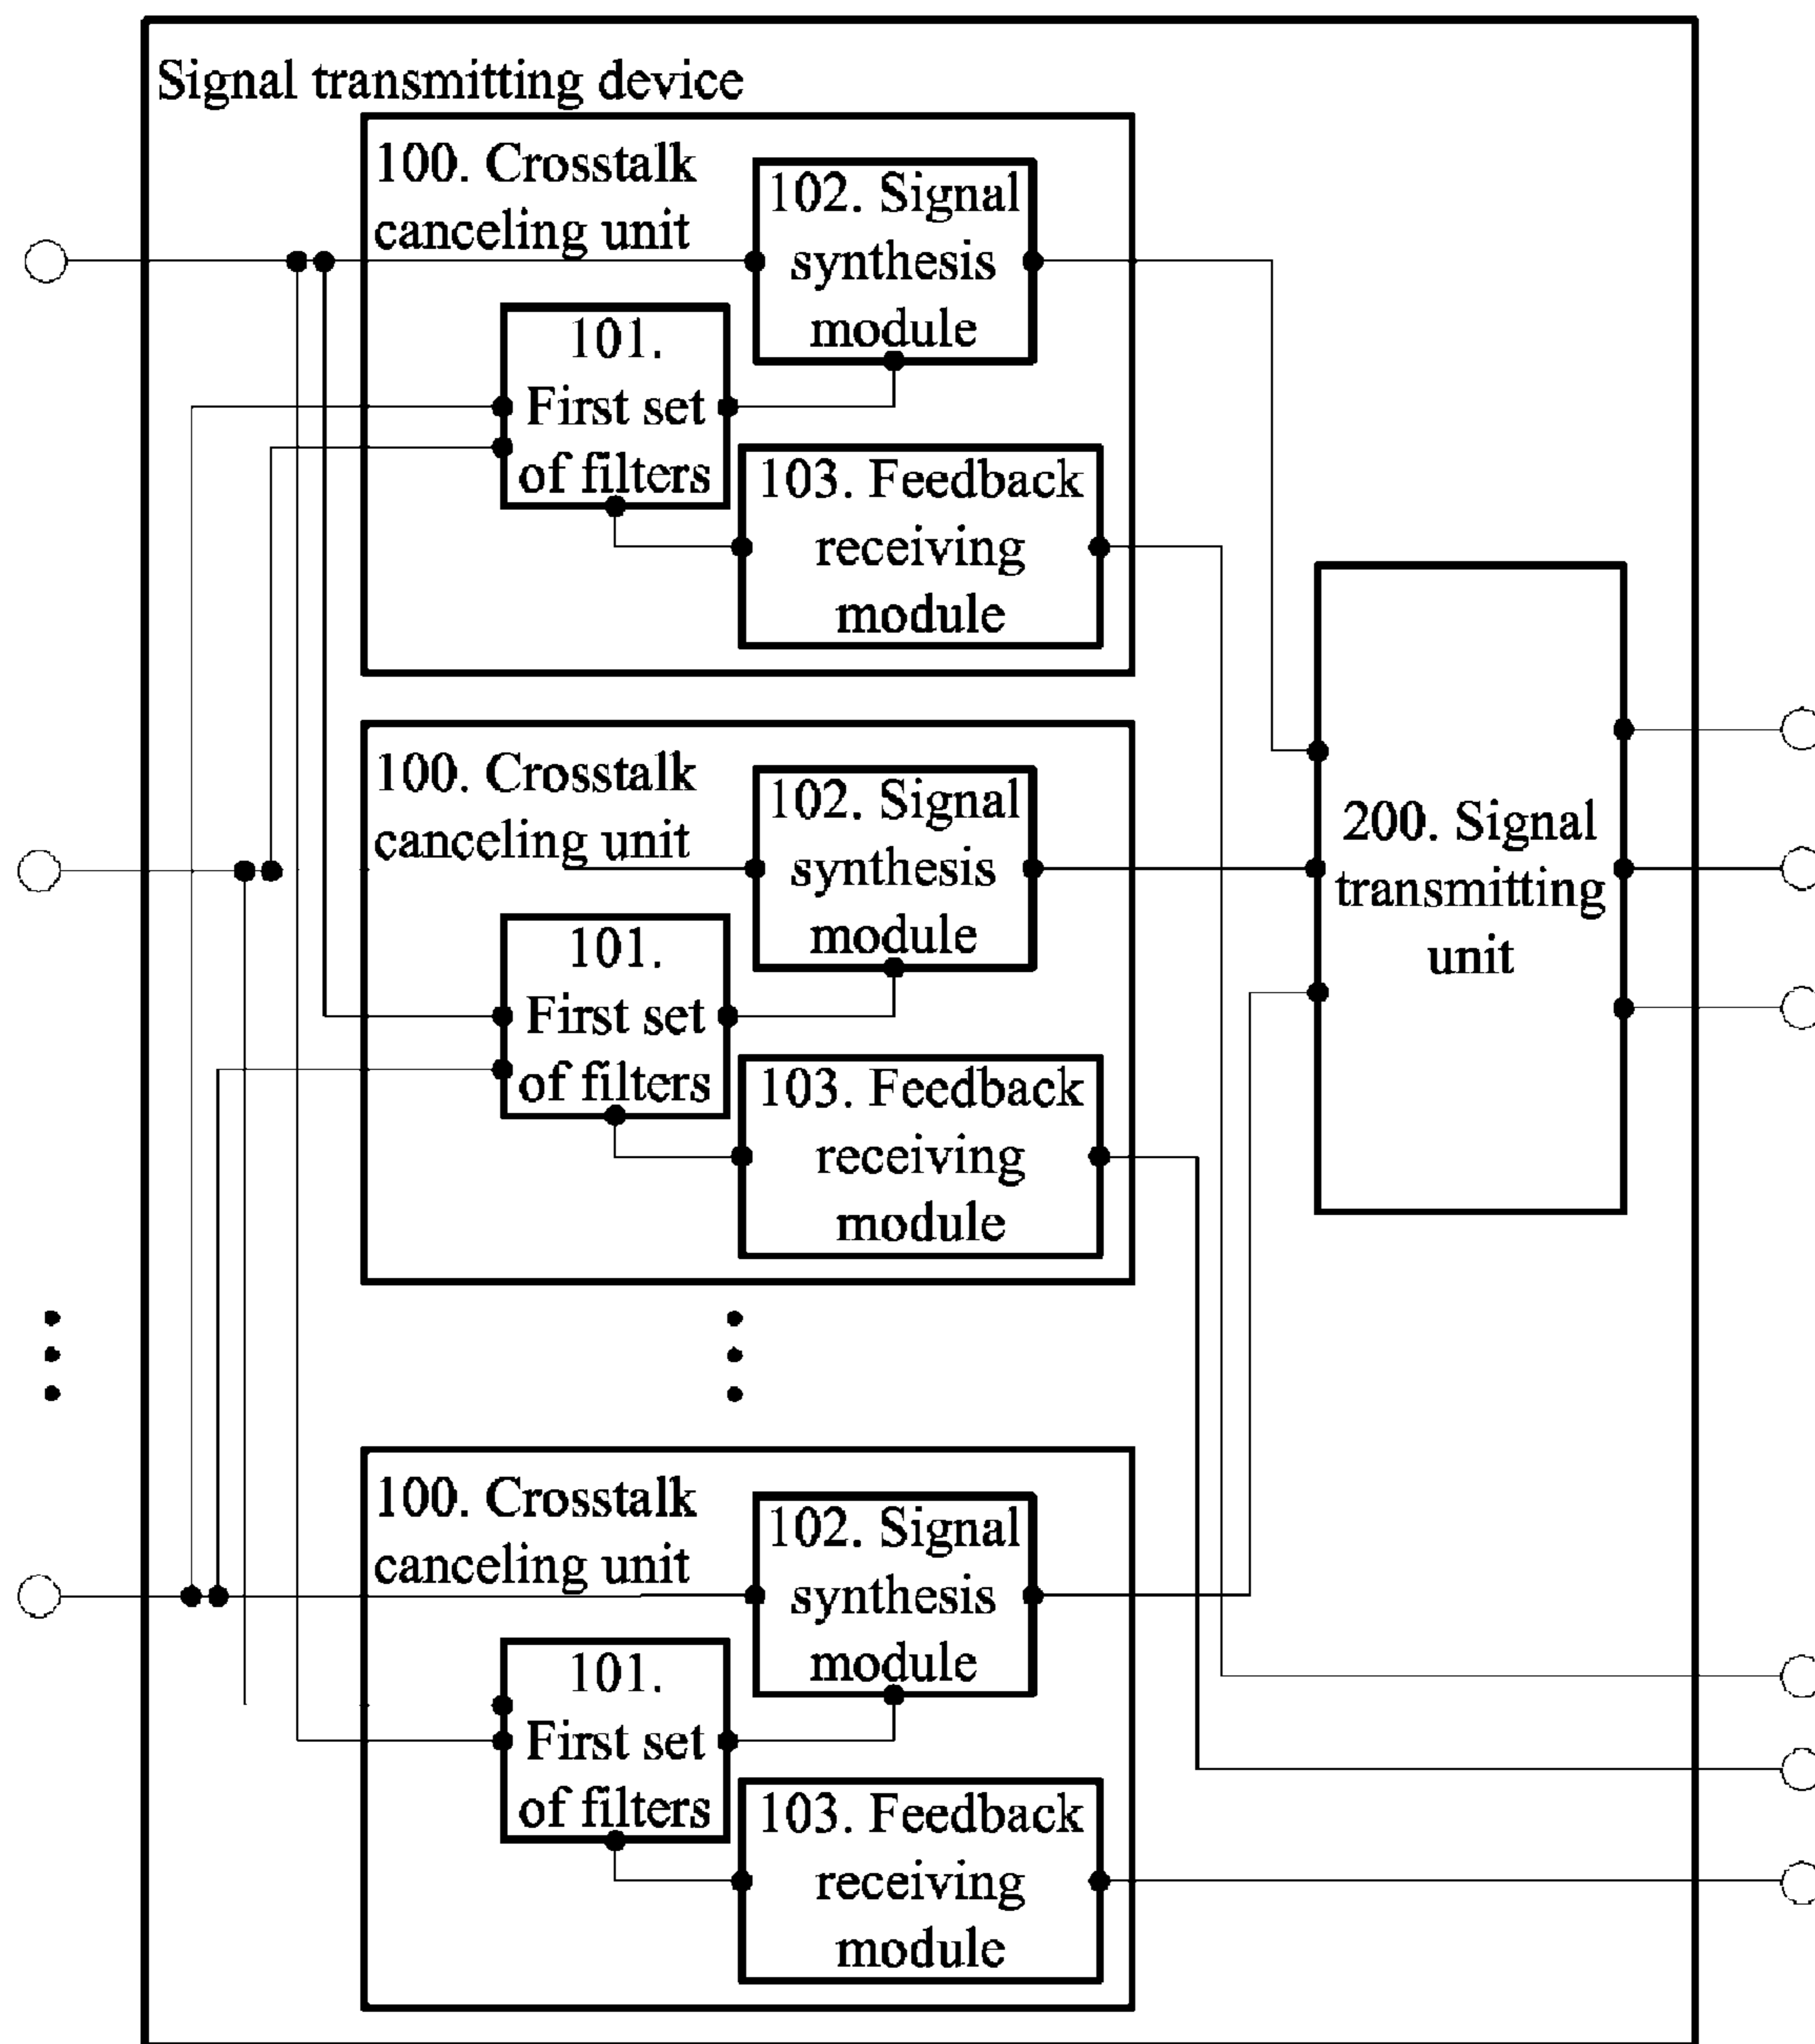 Signal transmitting device
100. Crosstalk
canceling unit
102. Signal
synthesis
module
101.
First set
of filters
103. Feedback
receiving
module
100. Crosstalk
canceling unit
102. Signal
synthesis
module
101.
First set
of filters
103. Feedback
receiving
module
200. Signal
transmitting
unit
100. Crosstalk
canceling unit
102. Signal
synthesis
module
101.
First set
of filters
103. Feedback
receiving
module